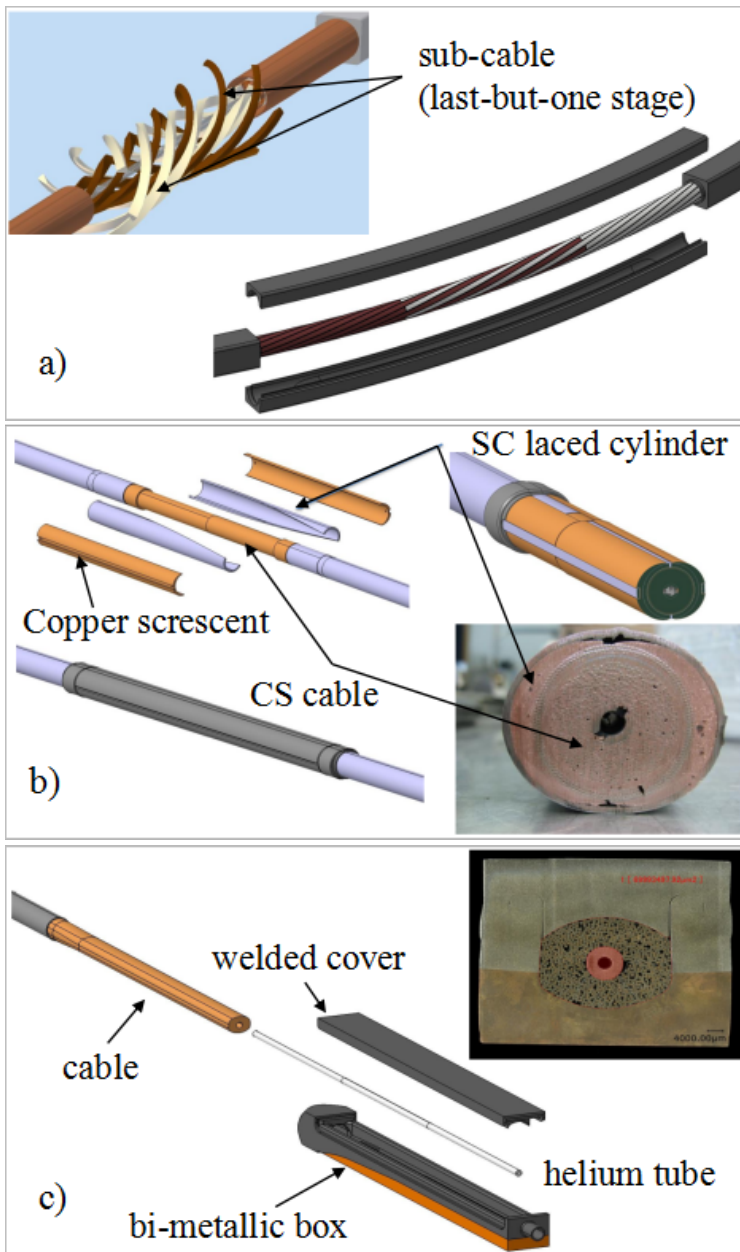 sub-cable
(last-but-one stage)
a)
SC laced cylinder
Copper screscent
CS cable
b)
welded cover
4000.00μm
cable
helium tube
bi-metallic box
c)